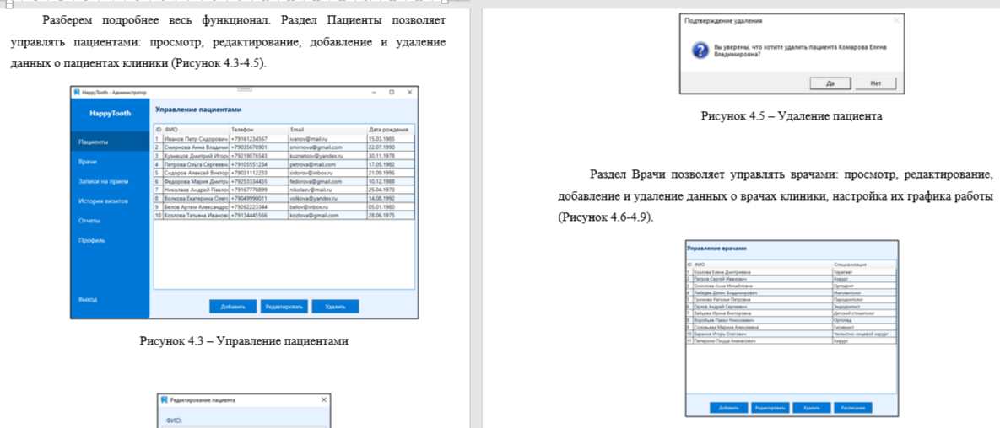 Разберем подробнее весь функционал. Раздел Пациенты позволяет
управлять пациентами: просмотр, редактирование, добавление и удаление
данных о пациентах клиники (Рисунок 4.3-4.5).
HappyTooth - Администратор
HappyTooth
Пациенты
Врачи
Записи на прием
История визитов
Отчеты
Профиль
Выход
Управление пациентами
ID ФИО Телефон Email Дата рождения
1 Иванов Петр Сидорович +79161234567 ivanov@mail.ru 15.03.1985
2 Смирнова Анна Владими +79035678901 smirnova@gmail.com 22.07.1990
3 Кузнецов Дмитрий Игор +79219876543 kuznetsov@yandex.ru 30.11.1978
4 Петрова Ольга Сергеевн +79105551234 petrova@mail.com 17.05.1982
5 Сидоров Алексей Виктор +79031112233 sidorov@inbox.ru 21.09.1995
6 Федорова Мария Дмитр +79253334455 fedorova@gmail.com 10.12.1988
7 Николаев Андрей Павло +79167778899 nikolaev@mail.ru 25.04.1973
8 Волкова Екатерина Олег +79049990011 volkova@yandex.ru 14.08.1992
9 Белов Артем Александро +79262223344 belov@inbox.ru 05.01.1980
10 Козлова Татьяна Иванов +79134445566 kozlova@gmail.com 28.06.1975
Добавить Редактировать Удалить
Рисунок 4.3 – Управление пациентами
Редактирование пациента
ФИО:
Подтверждение удаления
Вы уверены, что хотите удалить пациента Комарова Елена
Владимировна?
Да Нет
Рисунок 4.5 – Удаление пациента
Раздел Врачи позволяет управлять врачами: просмотр, редактирование,
добавление и удаление данных о врачах клиники, настройка их графика работы
(Рисунок 4.6-4.9).
Управление врачами
ID ФИО Специализация
1 Козлова Елена Дмитриевна Терапевт
2 Петров Сергей Иванович Хирург
3 Соколова Анна Михайловна Ортодонт
4 Лебедев Денис Владимирович Имплантолог
5 Громова Наталья Петровна Пародонтолог
6 Орлов Андрей Сергеевич Эндодонтист
7 Зайцева Ирина Викторовна Детский стоматолог
8 Воробьев Павел Николаевич Ортопед
9 Соловьева Марина Алексеевна Гигиенист
10 Баранов Игорь Олегович Челюстно-лицевой хирург
11 Пеперони Пицца Ананасович Хирург
Добавить Редактировать Удалить Расписание